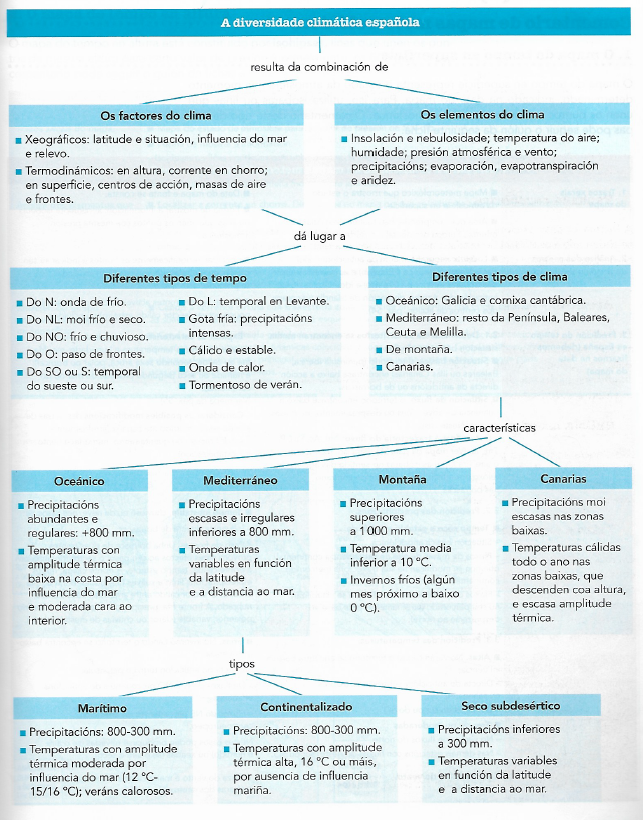 A diversidade climática española
resulta da combinación de
Os factores do clima
Xeográficos: latitude e situación, influencia do mar
e relevo.
Termodinámicos: en altura, corrente en chorro;
en superficie, centros de acción, masas de aire
e frontes.
Os elementos do clima
Insolación e nebulosidade; temperatura do aire;
humidade; presión atmosférica e vento;
precipitacións; evaporación, evapotranspiración
e aridez.
dá lugar a
Diferentes tipos de tempo
Do N: onda de frío.
Do NL: moi frío e seco.
Do NO: frío e chuvioso.
Do O: paso de frontes.
Do SO ou S: temporal
do sueste ou sur.
Do L: temporal en Levante.
Gota fría: precipitacións
intensas.
Cálido e estable.
Onda de calor.
Tormentoso de verán.
Diferentes tipos de clima
Oceánico: Galicia e cornixa cantábrica.
Mediterráneo: resto da Península, Baleares,
Ceuta e Melilla.
De montaña.
Canarias.
características
Oceánico
Precipitacións
abundantes e
regulares: +800 mm.
Temperaturas con
amplitude térmica
baixa na costa por
influencia do mar
e moderada cara ao
interior.
Mediterráneo
Precipitacións
escasas e irregulares
inferiores a 800 mm.
Temperaturas
variables en función
da latitude
e a distancia ao mar.
Montaña
Precipitacións
superiores
a 1000 mm.
Temperatura media
inferior a 10 °C.
Invernos fríos (algún
mes próximo a baixo
0 °C).
Canarias
Precipitacións moi
escasas nas zonas
baixas.
Temperaturas cálidas
todo o ano nas
zonas baixas, que
descenden coa altura,
e escasa amplitude
térmica.
tipos
Marítimo
Precipitacións: 800-300 mm.
Temperaturas con amplitude
térmica moderada por
influencia do mar (12 °C-
15/16 °C); veráns calorosos.
Continentalizado
Precipitacións: 800-300 mm.
Temperaturas con amplitude
térmica alta, 16 °C ou máis,
por ausencia de influencia
mariña.
Seco subdesértico
Precipitacións inferiores
a 300 mm.
Temperaturas variables
en función da latitude
e a distancia ao mar.